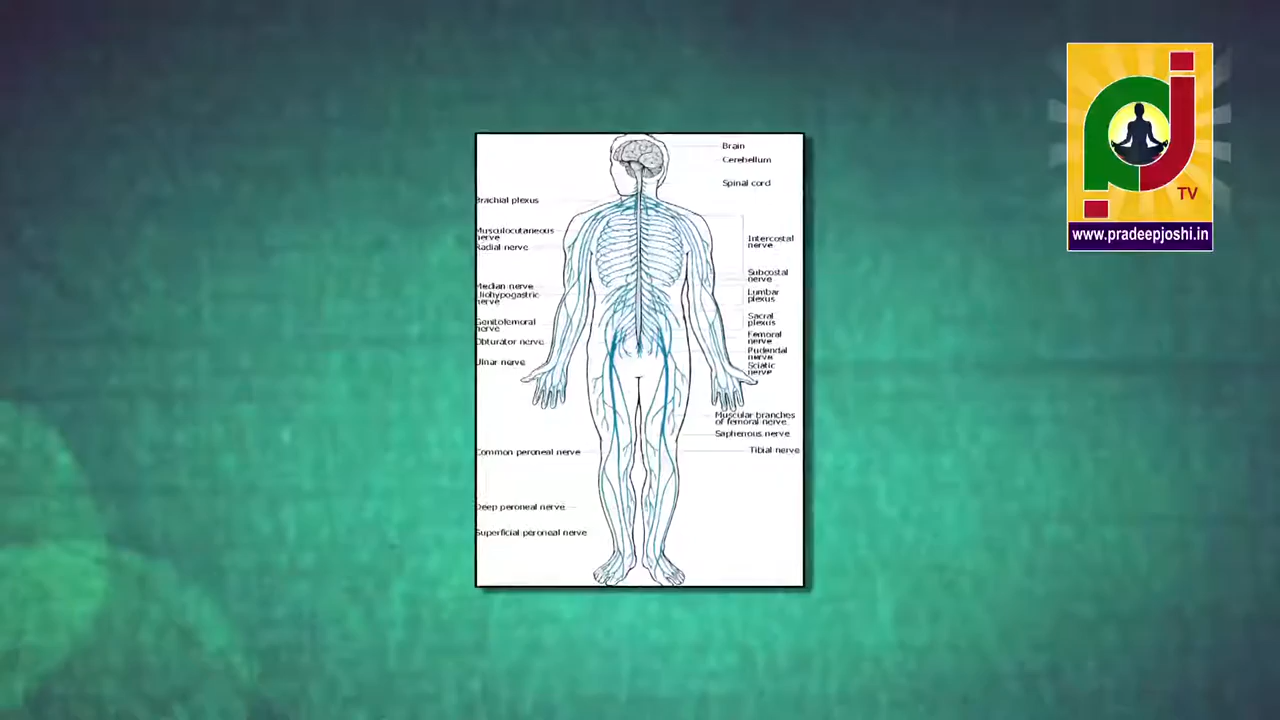 Brain
Cerebellum
Spinal cord
Brachial plexus
Musculocutaneous
nerve
Radial nerve
Intercostal
nerve
Median nerve
Iliohypogastric
nerve
Subcostal
nerve
Lumbar
plexus
Genitofemoral
nerve
Sacral
plexus
Obturator nerve
Femoral
nerve
Pudendal
nerve
Ulnar nerve
Sciatic
nerve
Muscular branches
of femoral nerve
Saphenous nerve
Common peroneal nerve
Tibial nerve
Deep peroneal nerve
Superficial peroneal nerve
pj
TV
www.pradeepjoshi.in